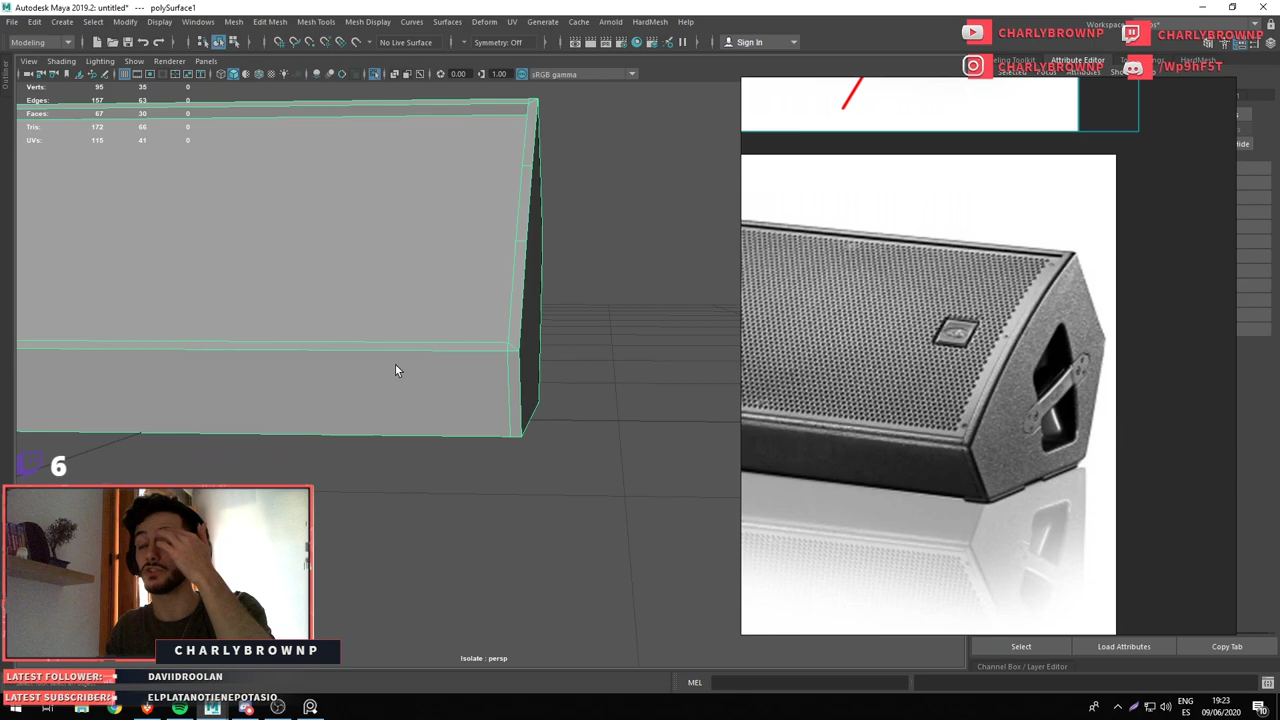 Autodesk Maya 2019.2: untitled* --- polySurface1
File Edit Create Select Modify Display Windows Mesh Edit Mesh Mesh Tools Mesh Display Curves Surfaces Deform UV Generate Cache Arnold HardMesh Help
Modeling No Live Surface Symmetry: Off Sign In
CHARLYBROWNP CHARLYBROWNP
CHARLYBROWNP /Wp9nF5T
View Shading Lighting Show Renderer Panels
Attribute Editor
0.00 1.00 sRGB gamma
Verts: 95 35 0
Edges: 157 63 0
Faces: 67 30 0
Tris: 172 66 0
UVs: 115 41 0
6
CHARLYBROWNP
LATEST FOLLOWER: DAVIIDROOLAN
LATEST SUBSCRIBER: ELPLATANOTIENEPOTASIO
Isolate : persp
Select Load Attributes Copy Tab
Channel Box / Layer Editor
MEL
ENG
ES
19:23
09/06/2020